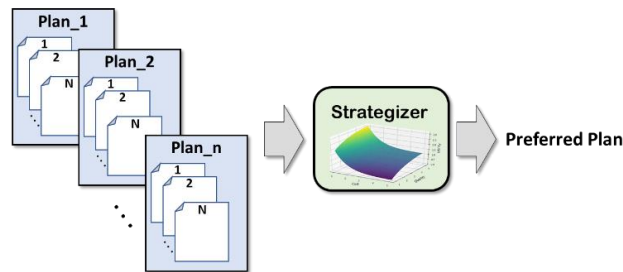 Plan_1
1
2
N
Plan_2
1
2
N
Plan_n
1
2
N
Strategizer
Preferred Plan